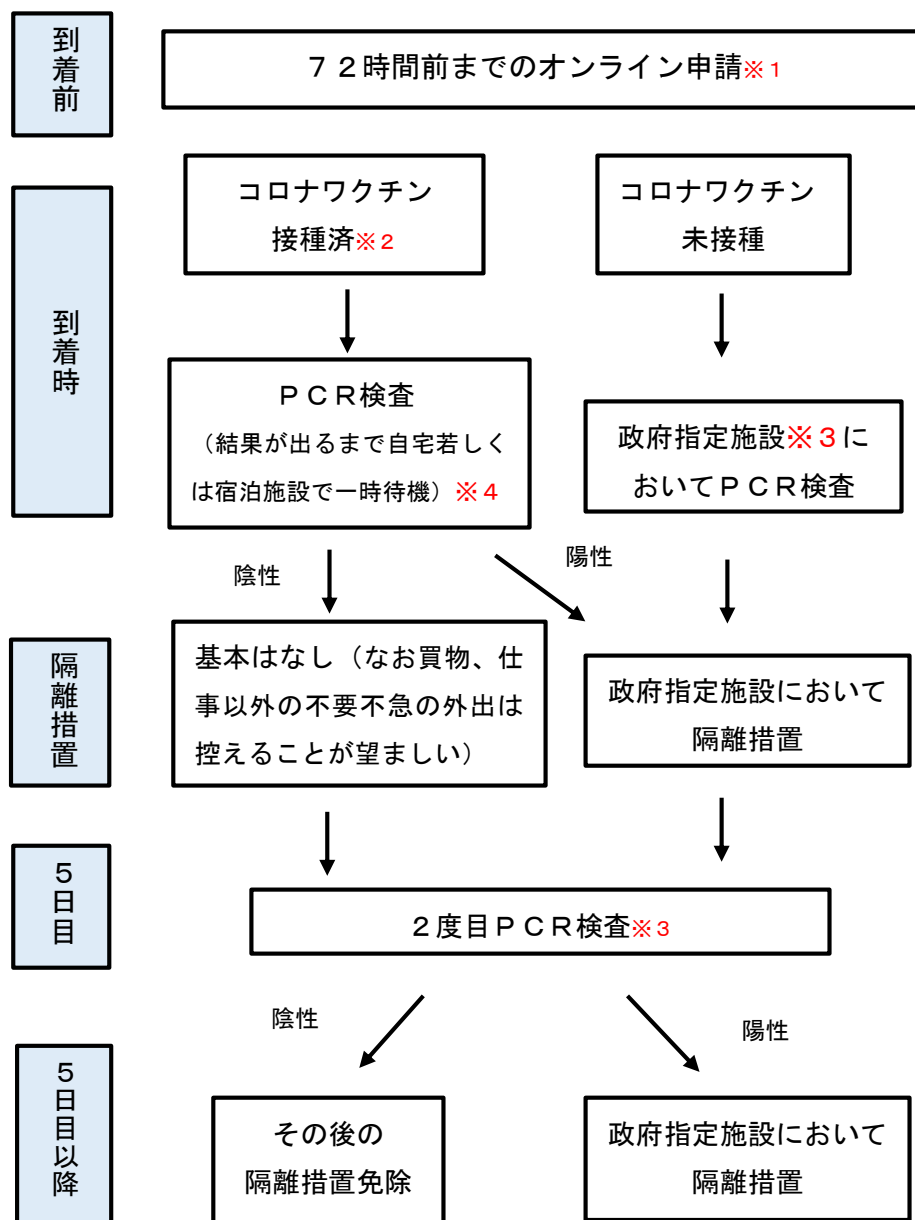 到着前
７２時間前までのオンライン申請※１
到着時
コロナワクチン
接種済※２
コロナワクチン
未接種
ＰＣＲ検査
（結果が出るまで自宅若しく
は宿泊施設で一時待機）※４
政府指定施設※３に
おいてＰＣＲ検査
陰性
陽性
隔離措置
基本はなし（なお買物、仕
事以外の不要不急の外出は
控えることが望ましい）
政府指定施設において
隔離措置
５日目
２度目ＰＣＲ検査※３
陰性
陽性
５日目以降
その後の
隔離措置免除
政府指定施設において
隔離措置